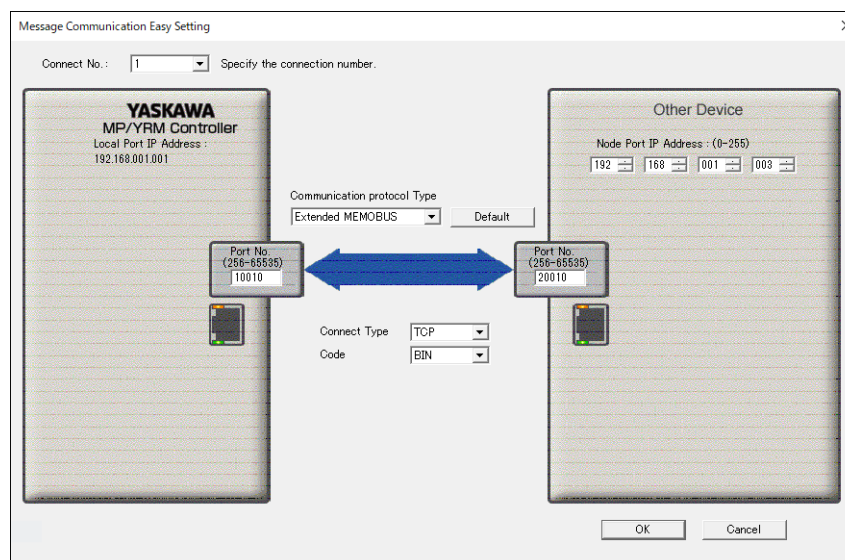 Message Communication Easy Setting
Connect No.: 1 Specify the connection number.
YASKAWA
MP/YRM Controller
Local Port IP Address :
192.168.001.001
Other Device
Node Port IP Address : (0-255)
192 168 001 003
Communication protocol Type
Extended MEMOBUS Default
Port No.
(256-65535)
10010
Port No.
(256-65535)
20010
Connect Type TCP
Code BIN
OK Cancel